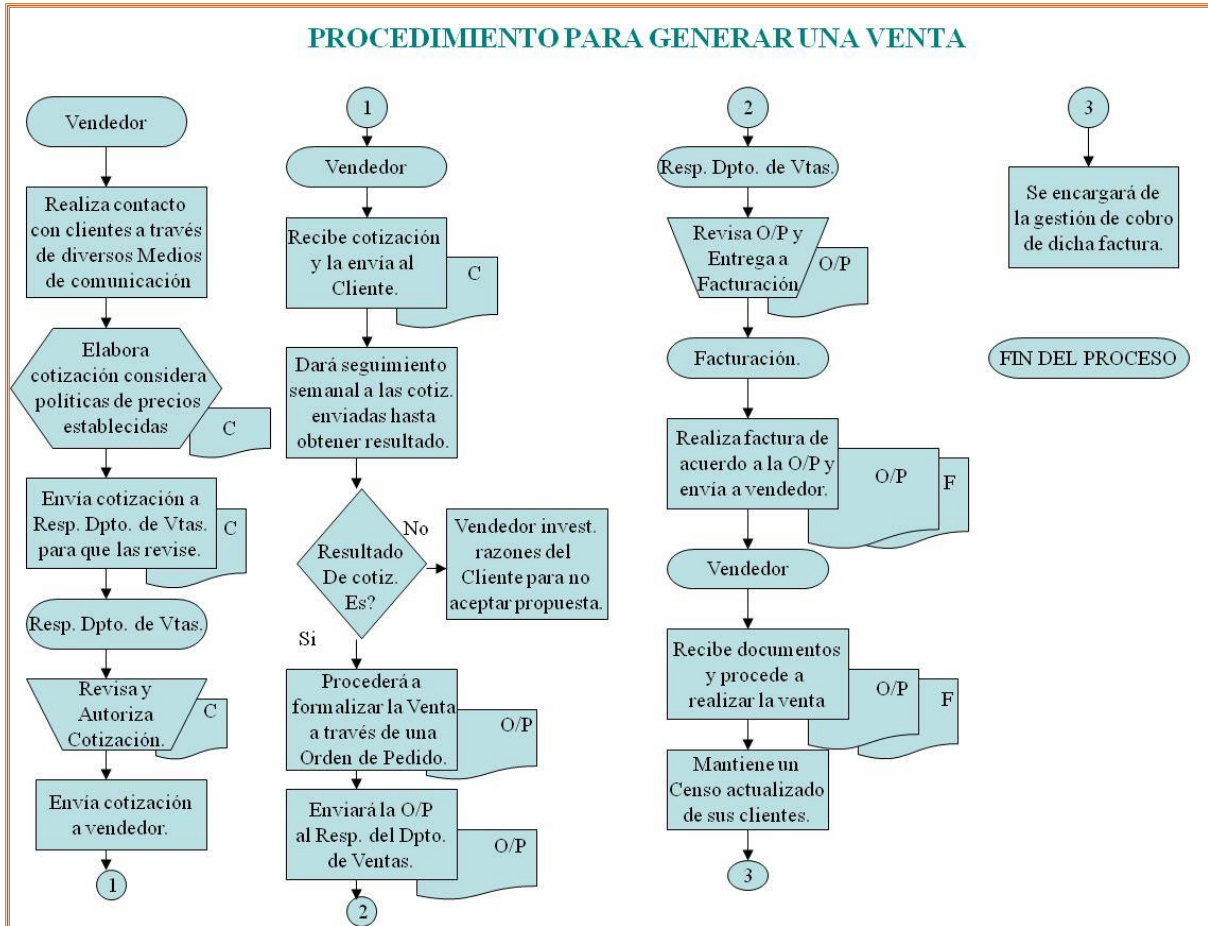 PROCEDIMIENTO PARA GENERAR UNA VENTA
Vendedor
Realiza contacto
con clientes a través
de diversos Medios
de comunicación
Elabora
cotización considera
políticas de precios
establecidas
C
Envía cotización a
Resp. Dpto. de Vtas.
para que las revise.
C
Resp. Dpto. de Vtas.
Revisa y
Autoriza
Cotización.
C
Envía cotización
a vendedor.
1
1
Vendedor
Recibe cotización
y la envía al
Cliente.
C
Dará seguimiento
semanal a las cotiz.
enviadas hasta
obtener resultado.
Resultado
De cotiz.
Es?
No
Vendedor invest.
razones del
Cliente para no
aceptar propuesta.
Si
Procederá a
formalizar la Venta
a través de una
Orden de Pedido.
O/P
Enviará la O/P
al Resp. del Dpto.
de Ventas.
O/P
2
2
Resp. Dpto. de Vtas.
Revisa O/P y
Entrega a
Facturación
O/P
Facturación.
Realiza factura de
acuerdo a la O/P y
envía a vendedor.
O/P
F
Vendedor
Recibe documentos
y procede a
realizar la venta
O/P
F
Mantiene un
Censo actualizado
de sus clientes.
3
3
Se encargará de
la gestión de cobro
de dicha factura.
FIN DEL PROCESO